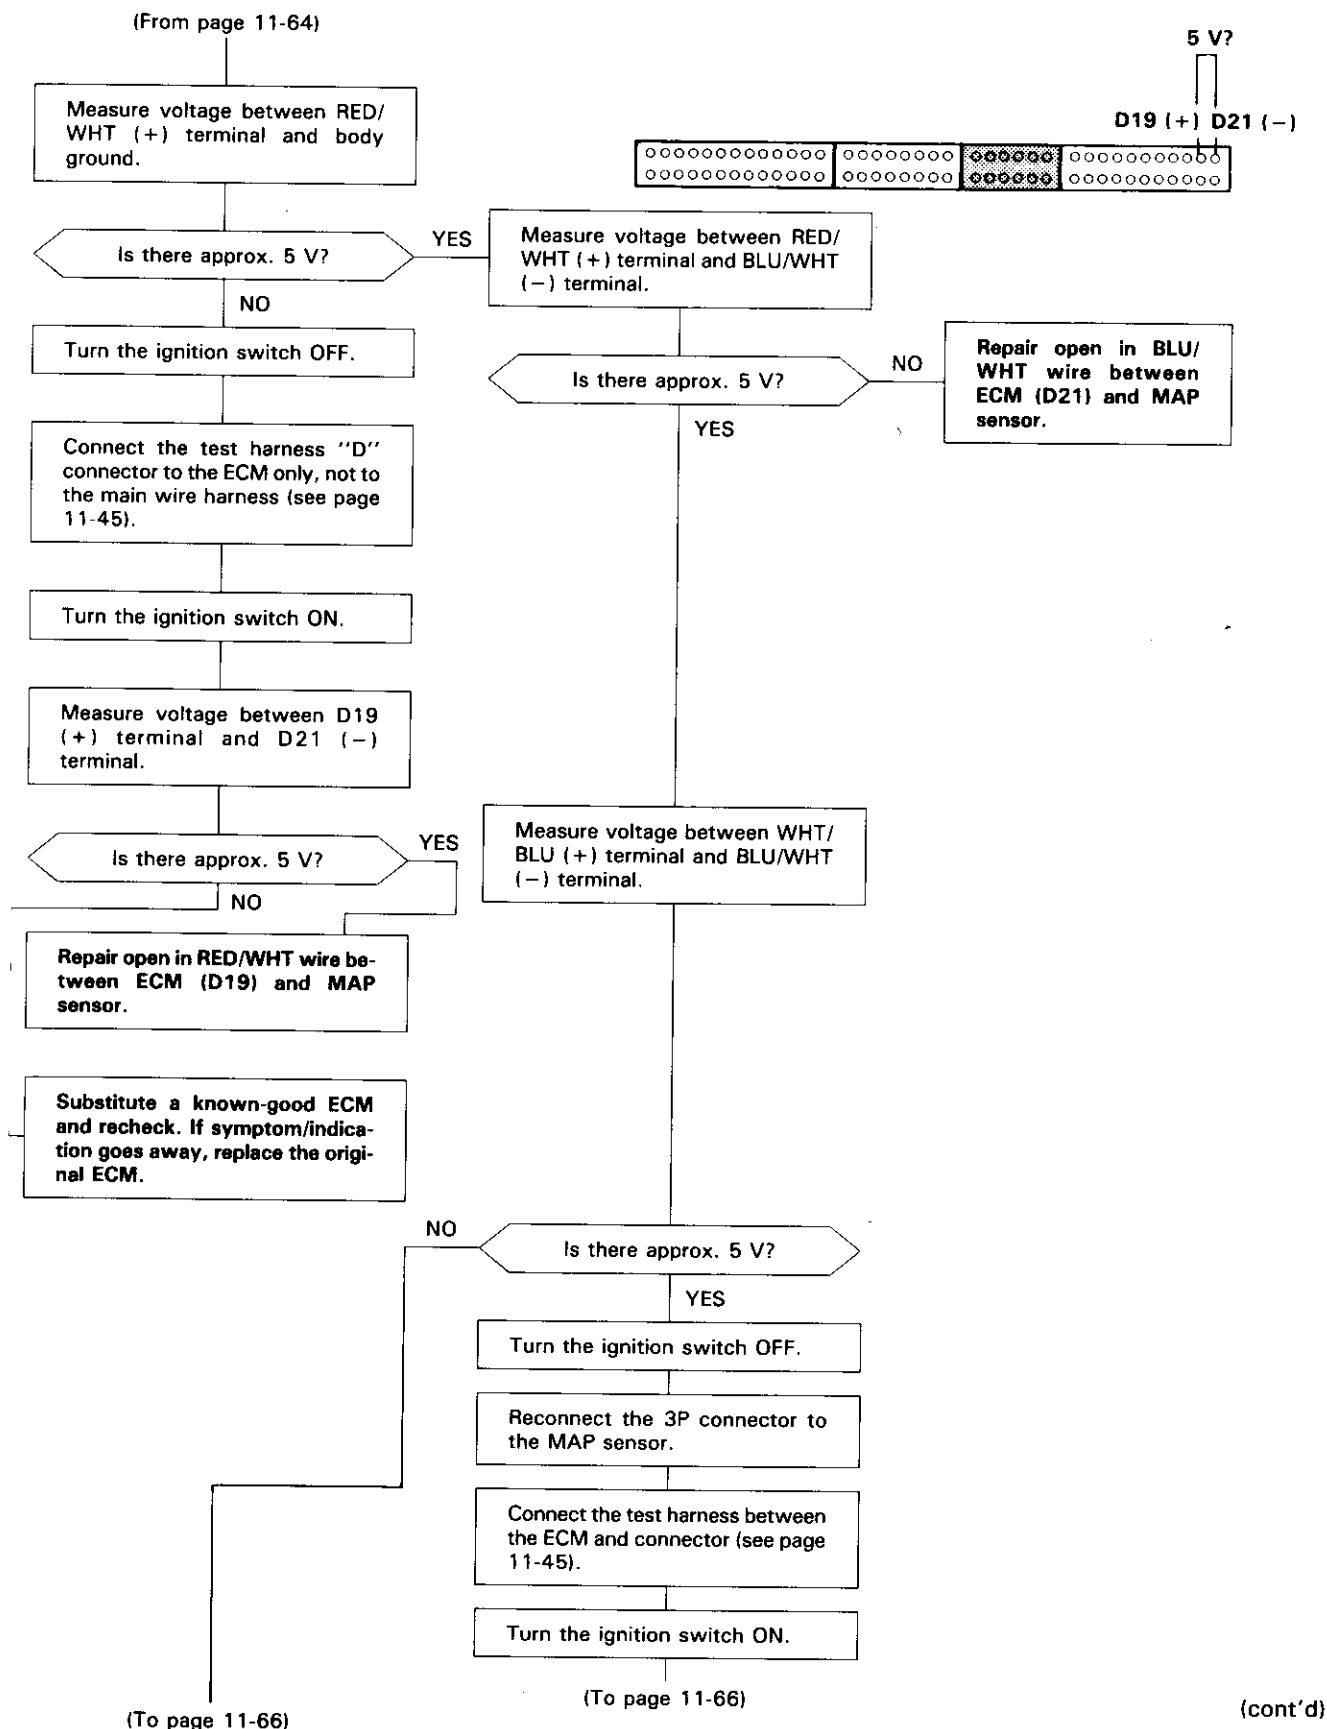 (From page 11-64)
5 V?
D19 (+) D21 (−)
Measure voltage between RED/
WHT (+) terminal and body
ground.
Is there approx. 5 V?
YES
NO
Measure voltage between RED/
WHT (+) terminal and BLU/WHT
(−) terminal.
Is there approx. 5 V?
NO
YES
Repair open in BLU/
WHT wire between
ECM (D21) and MAP
sensor.
Turn the ignition switch OFF.
Connect the test harness "D"
connector to the ECM only, not to
the main wire harness (see page
11-45).
Turn the ignition switch ON.
Measure voltage between D19
(+) terminal and D21 (−)
terminal.
Is there approx. 5 V?
YES
NO
Repair open in RED/WHT wire be-
tween ECM (D19) and MAP
sensor.
Substitute a known-good ECM
and recheck. If symptom/indica-
tion goes away, replace the origi-
nal ECM.
Measure voltage between WHT/
BLU (+) terminal and BLU/WHT
(−) terminal.
NO
Is there approx. 5 V?
YES
Turn the ignition switch OFF.
Reconnect the 3P connector to
the MAP sensor.
Connect the test harness between
the ECM and connector (see page
11-45).
Turn the ignition switch ON.
(To page 11-66)
(To page 11-66)
(cont'd)